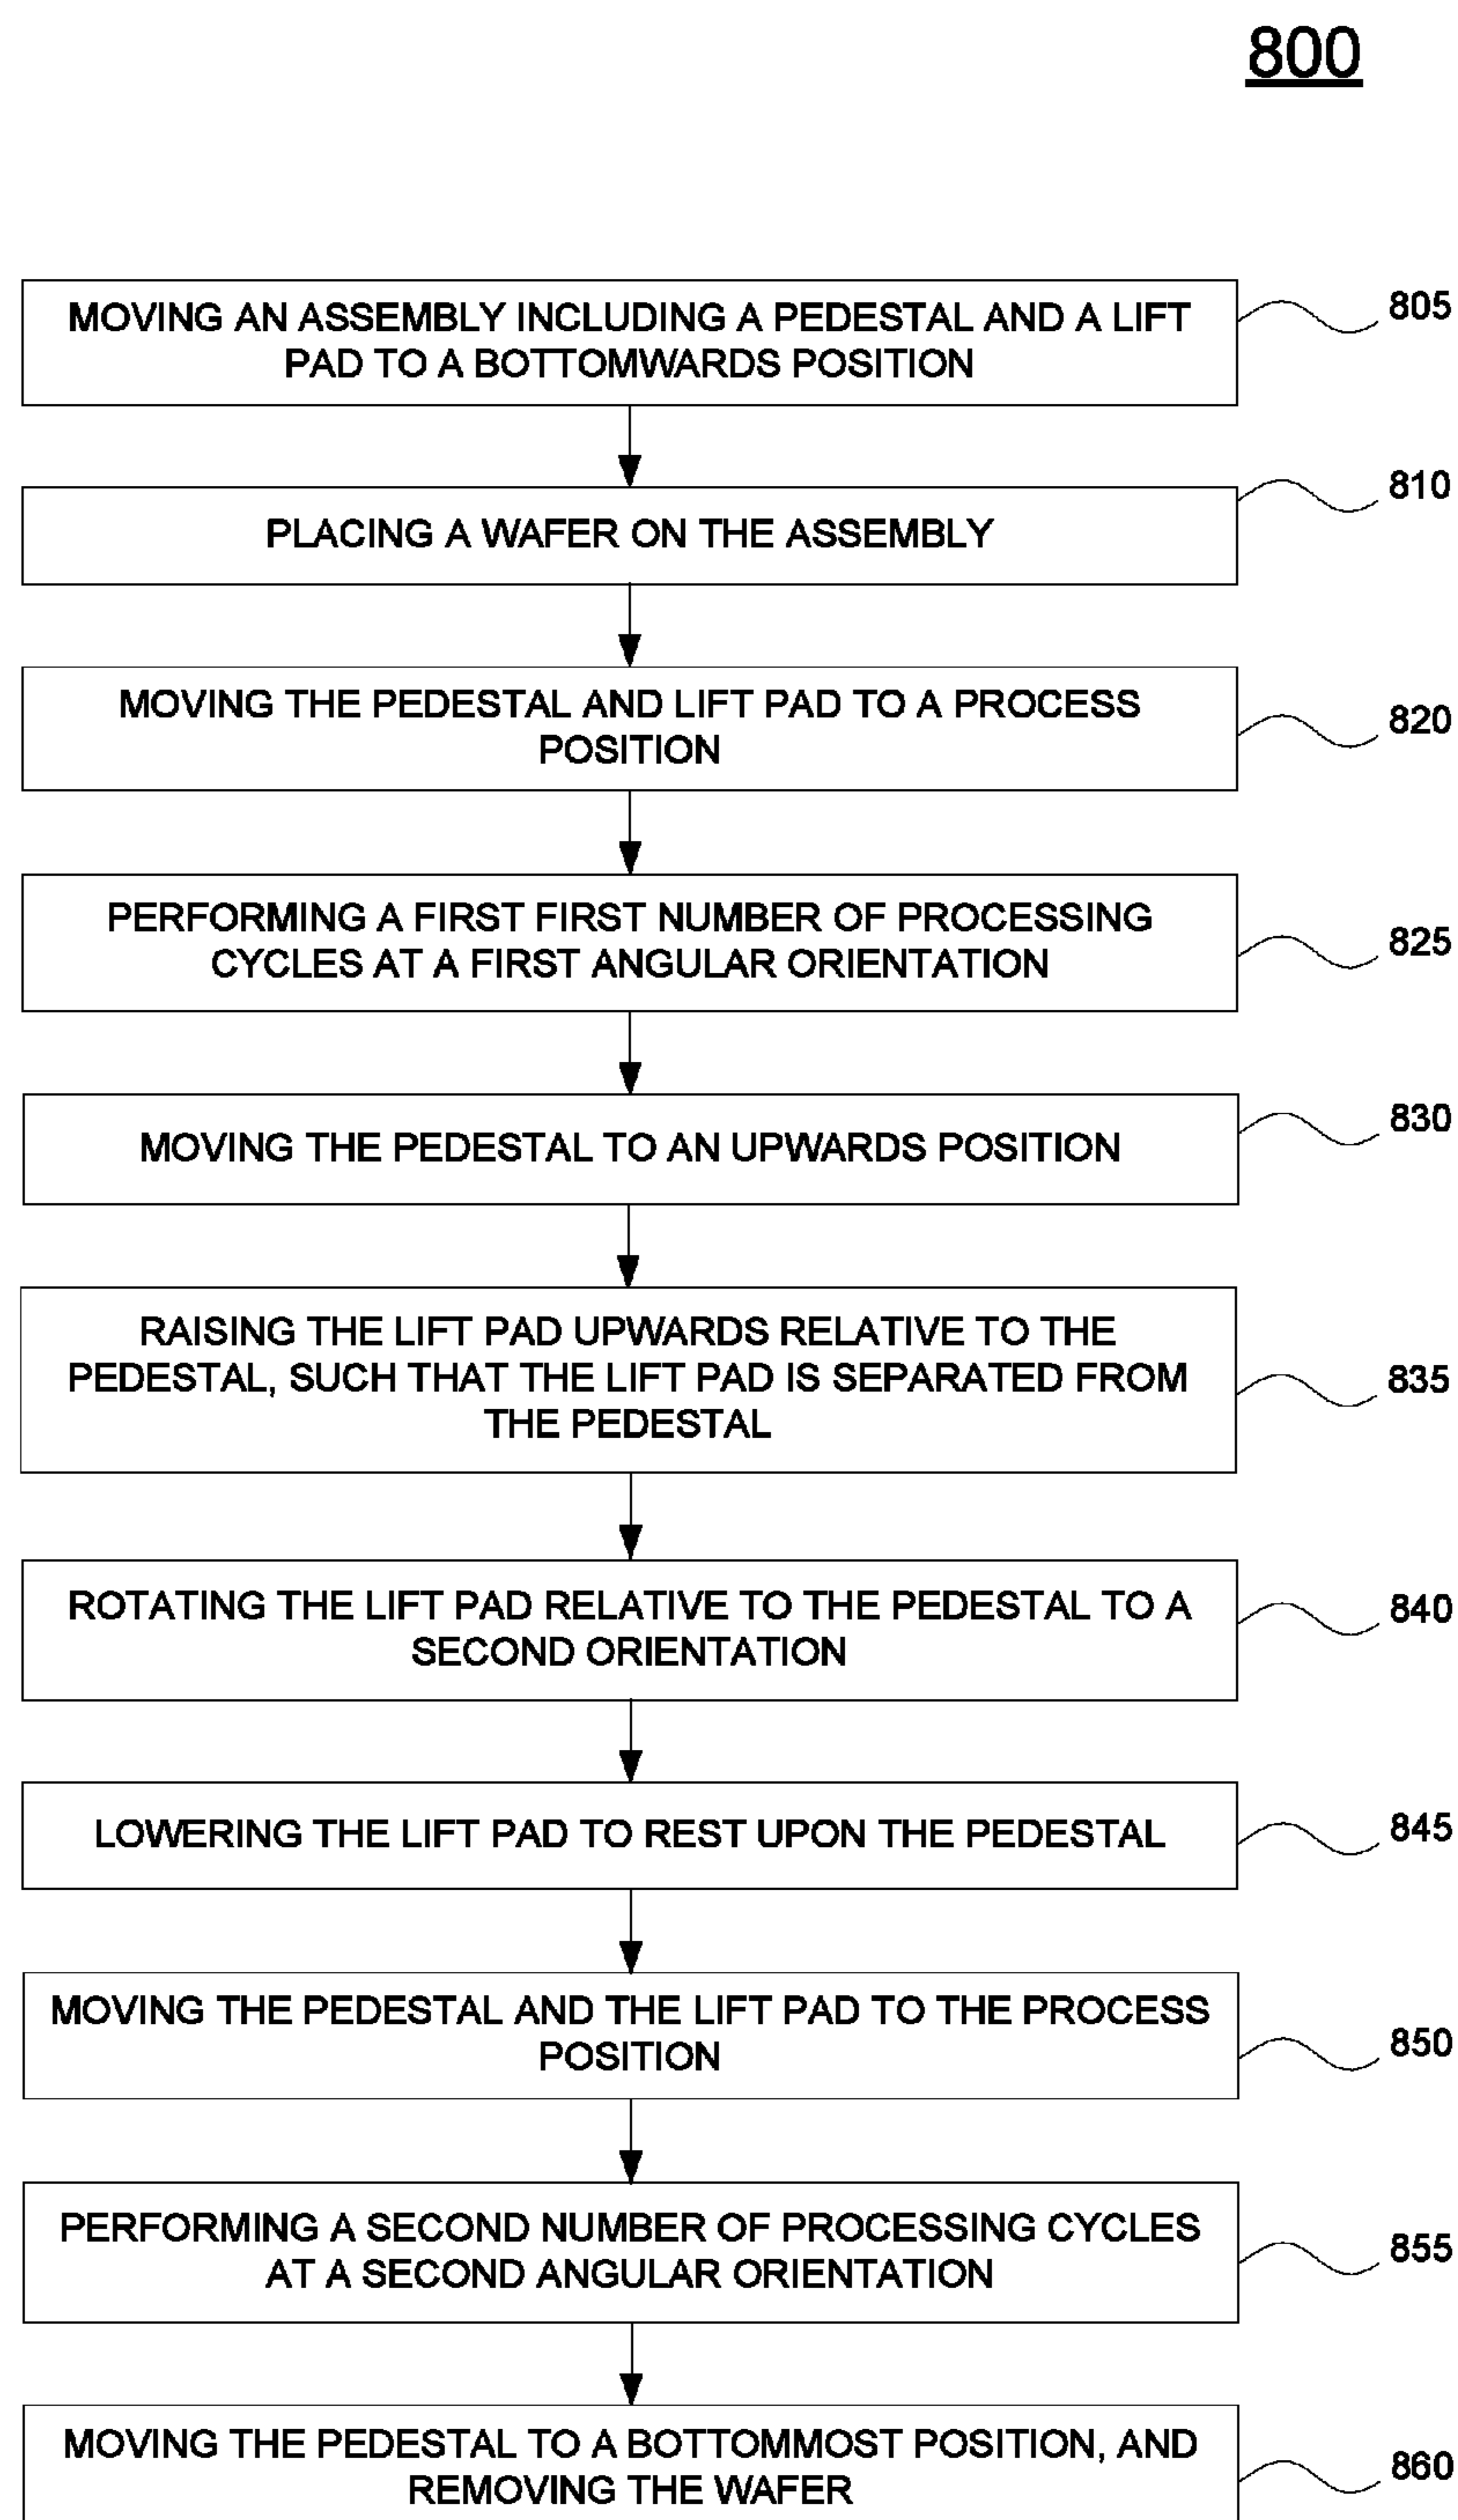 800
MOVING AN ASSEMBLY INCLUDING A PEDESTAL AND A LIFT
PAD TO A BOTTOMWARDS POSITION
805
PLACING A WAFER ON THE ASSEMBLY
810
MOVING THE PEDESTAL AND LIFT PAD TO A PROCESS
POSITION
820
PERFORMING A FIRST FIRST NUMBER OF PROCESSING
CYCLES AT A FIRST ANGULAR ORIENTATION
825
MOVING THE PEDESTAL TO AN UPWARDS POSITION
830
RAISING THE LIFT PAD UPWARDS RELATIVE TO THE
PEDESTAL, SUCH THAT THE LIFT PAD IS SEPARATED FROM
THE PEDESTAL
835
ROTATING THE LIFT PAD RELATIVE TO THE PEDESTAL TO A
SECOND ORIENTATION
840
LOWERING THE LIFT PAD TO REST UPON THE PEDESTAL
845
MOVING THE PEDESTAL AND THE LIFT PAD TO THE PROCESS
POSITION
850
PERFORMING A SECOND NUMBER OF PROCESSING CYCLES
AT A SECOND ANGULAR ORIENTATION
855
MOVING THE PEDESTAL TO A BOTTOMMOST POSITION, AND
REMOVING THE WAFER
860